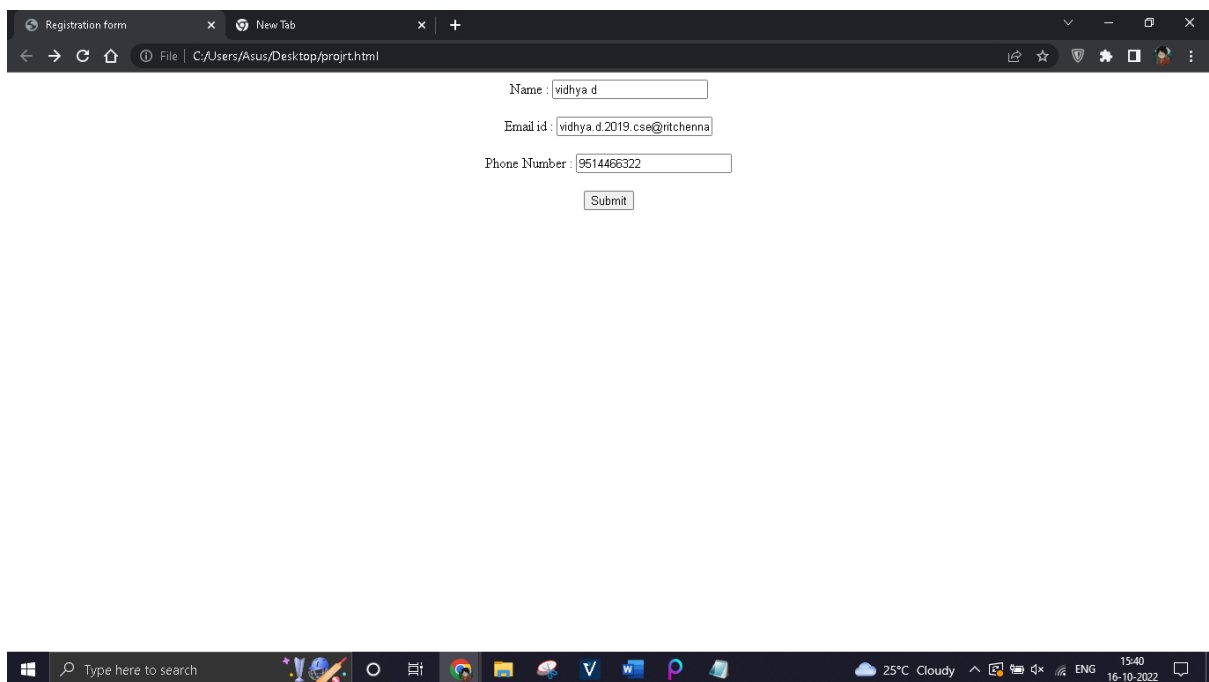 Registration form
New Tab
File | C:/Users/Asus/Desktop/projrt.html
Name : vidhya d
Email id : vidhya.d.2019.cse@ritchenna
Phone Number : 9514466322
Submit
Type here to search
25°C Cloudy
ENG
15:40
16-10-2022